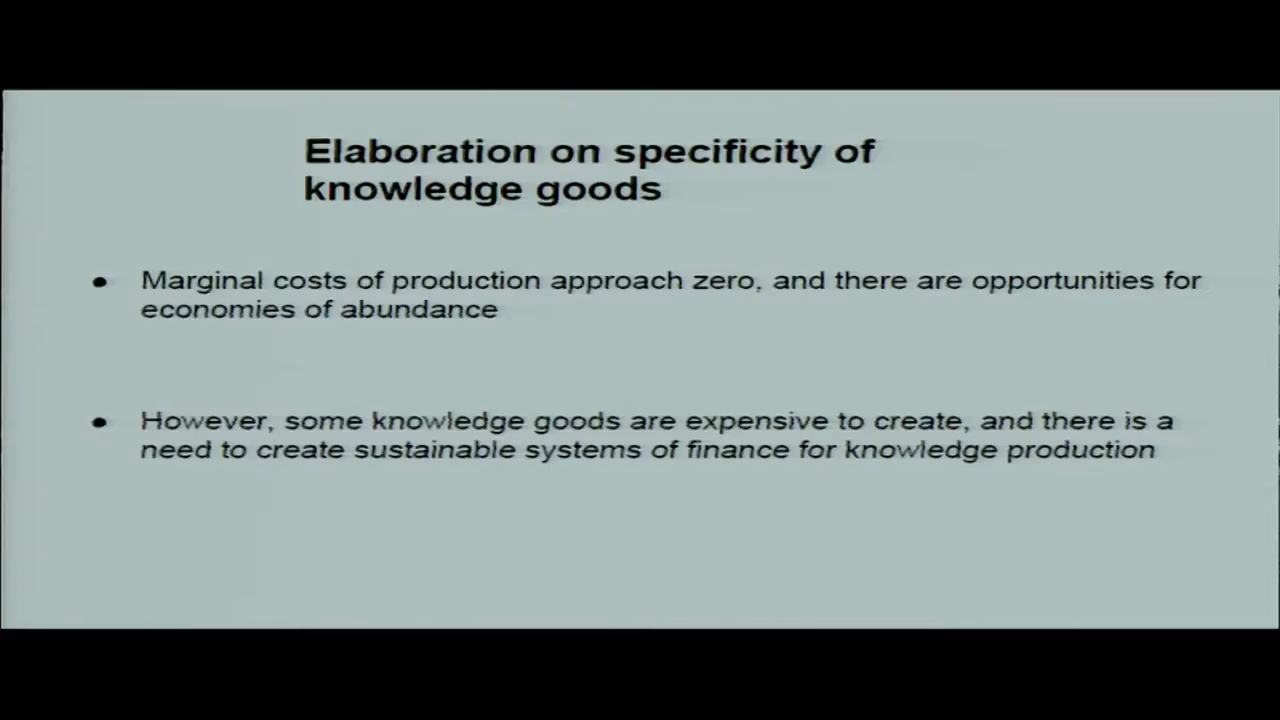 Elaboration on specificity of
knowledge goods
● Marginal costs of production approach zero, and there are opportunities for
economies of abundance
● However, some knowledge goods are expensive to create, and there is a
need to create sustainable systems of finance for knowledge production